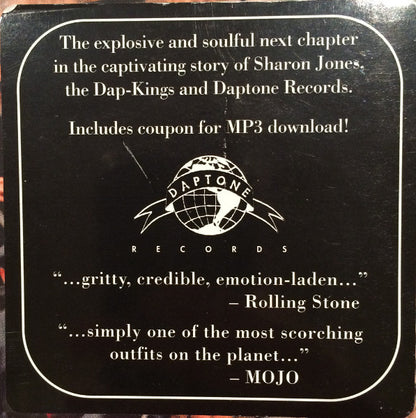 The explosive and soulful next chapter
in the captivating story of Sharon Jones,
the Dap-Kings and Daptone Records.
Includes coupon for MP3 download!
DAPTONE
RECORDS
“...gritty, credible, emotion-laden...”
– Rolling Stone
“...simply one of the most scorching
outfits on the planet...”
– MOJO